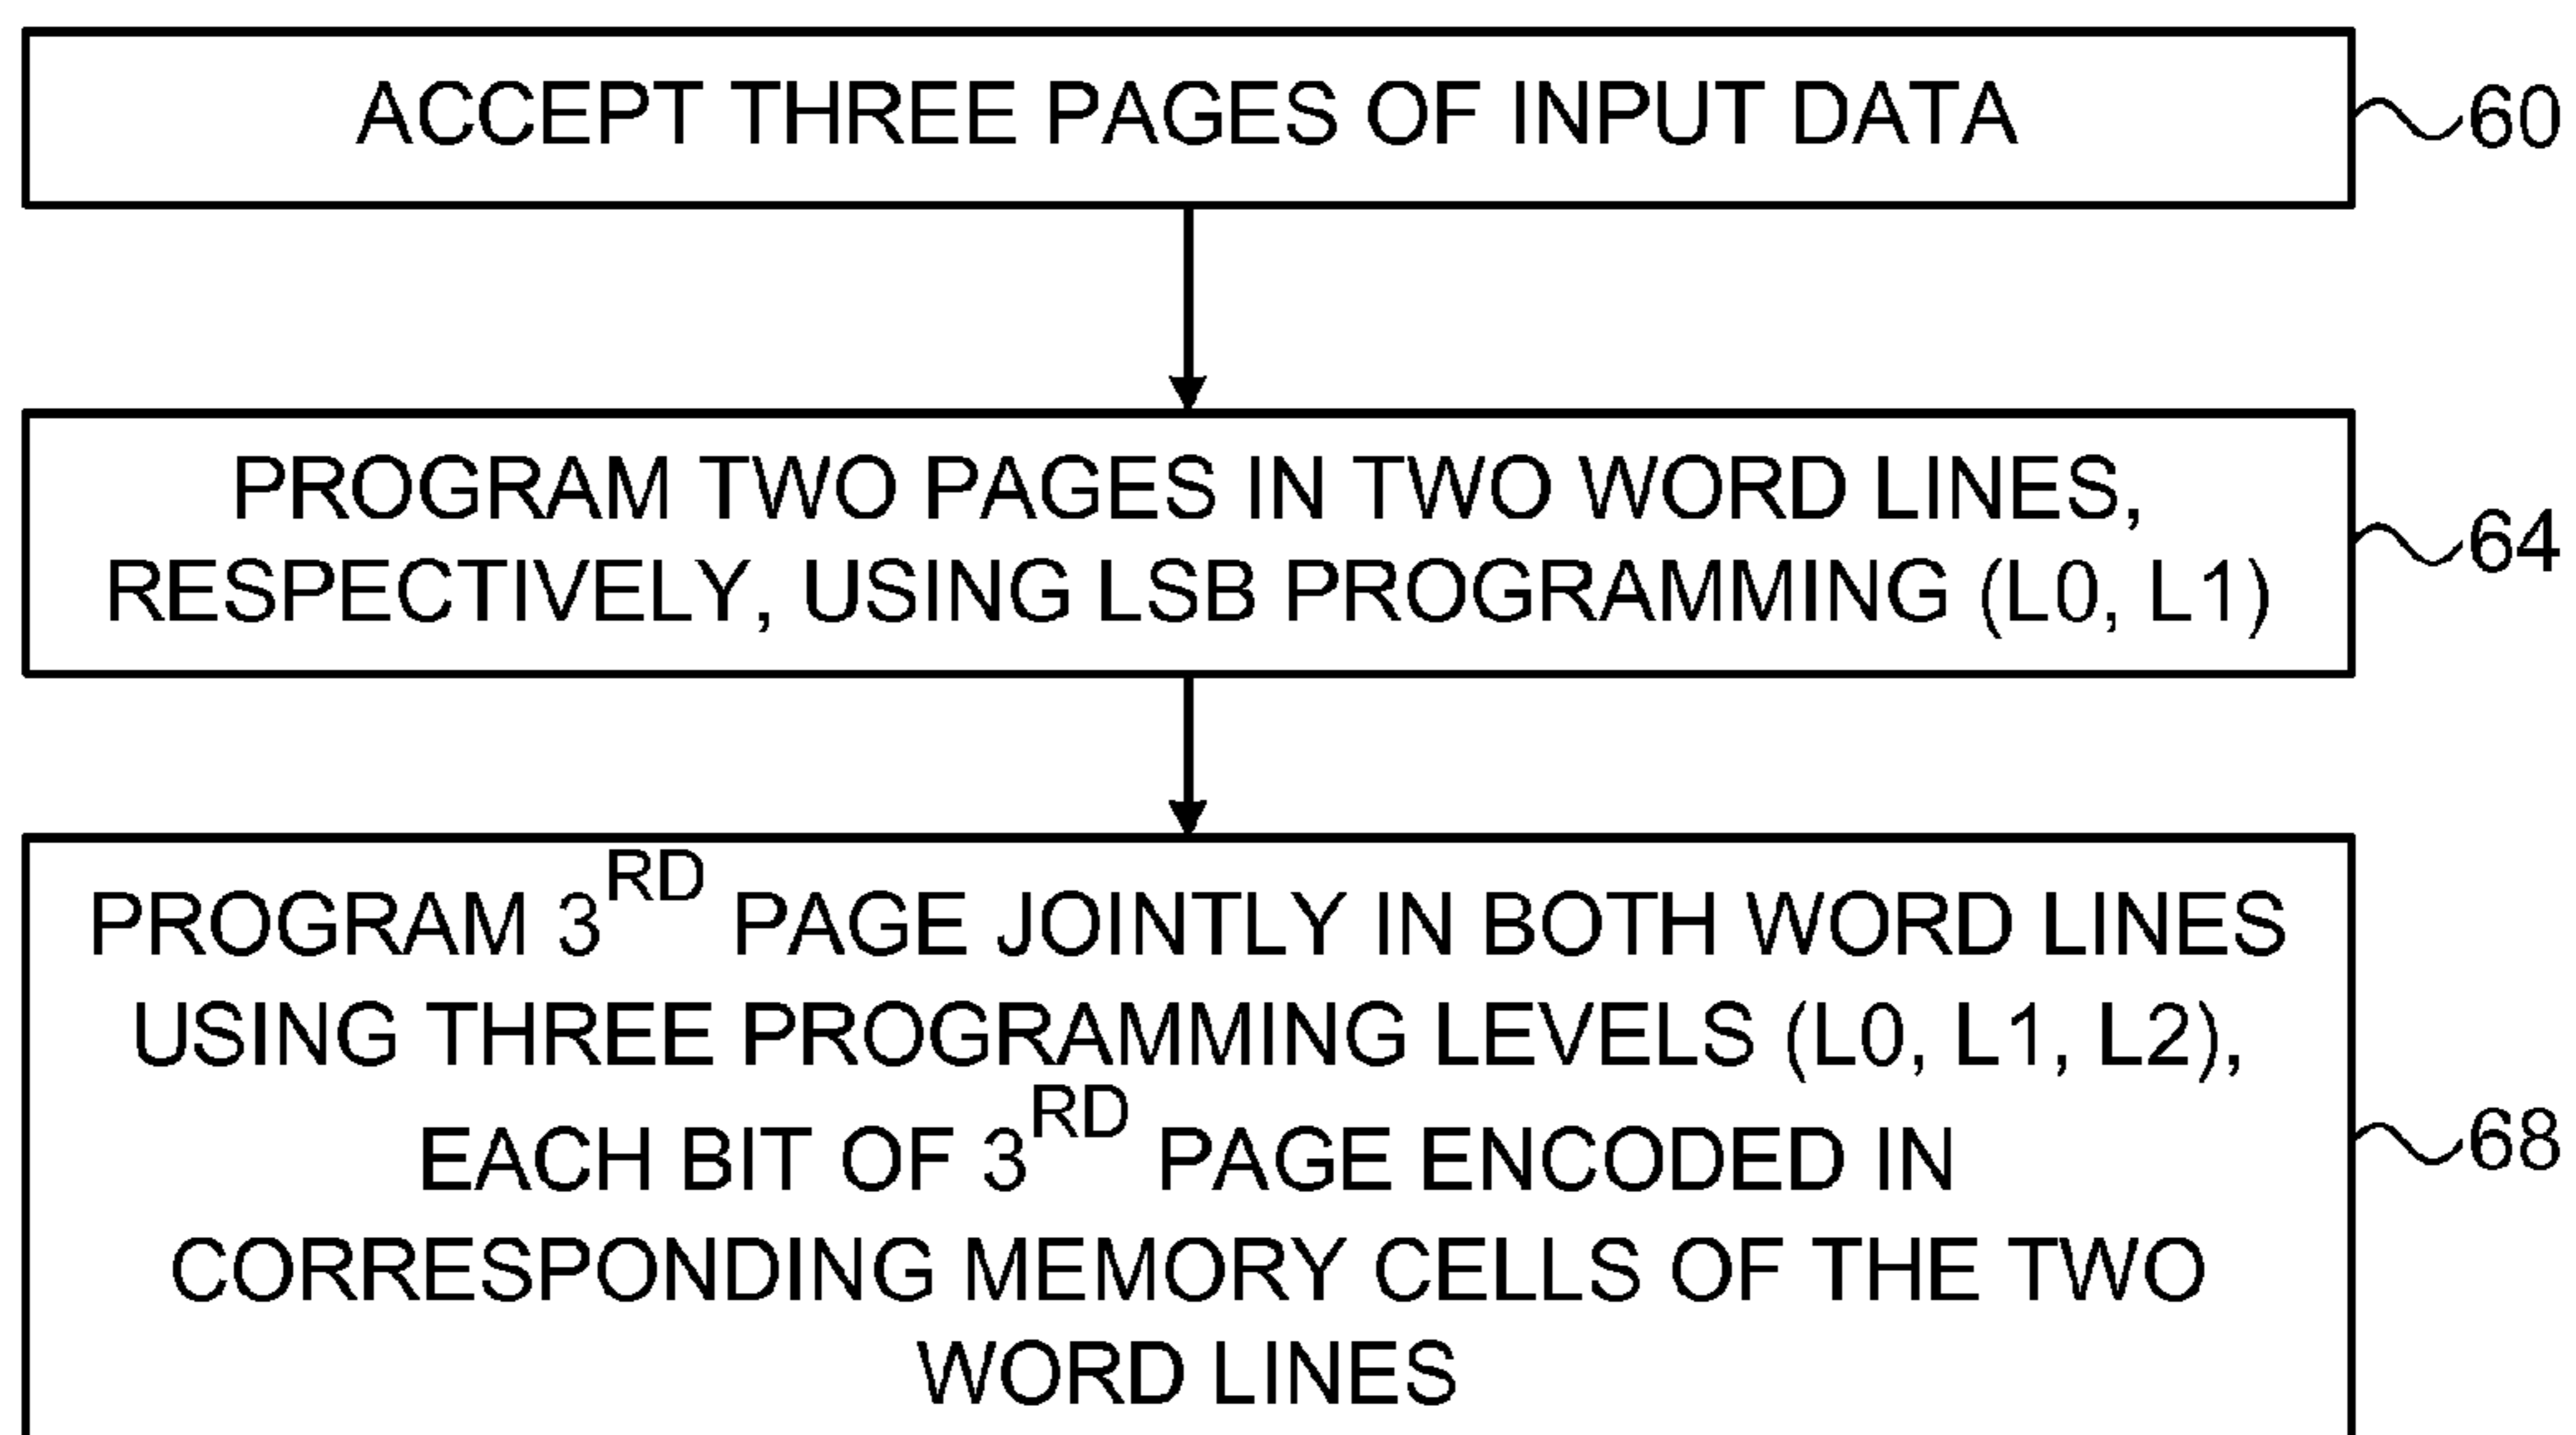 ACCEPT THREE PAGES OF INPUT DATA
60
PROGRAM TWO PAGES IN TWO WORD LINES,
RESPECTIVELY, USING LSB PROGRAMMING (L0, L1)
64
PROGRAM 3RD PAGE JOINTLY IN BOTH WORD LINES
USING THREE PROGRAMMING LEVELS (L0, L1, L2),
EACH BIT OF 3RD PAGE ENCODED IN
CORRESPONDING MEMORY CELLS OF THE TWO
WORD LINES
68